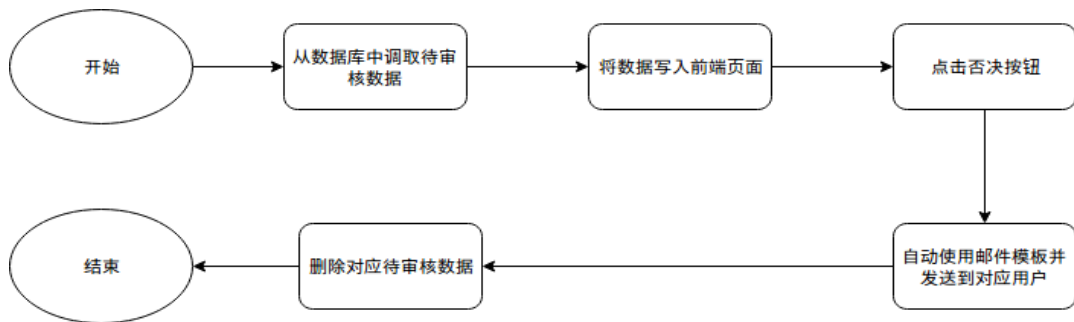 开始
从数据库中调取待审
核数据
将数据写入前端页面
点击否决按钮
自动使用邮件模板并
发送到对应用户
删除对应待审核数据
结束